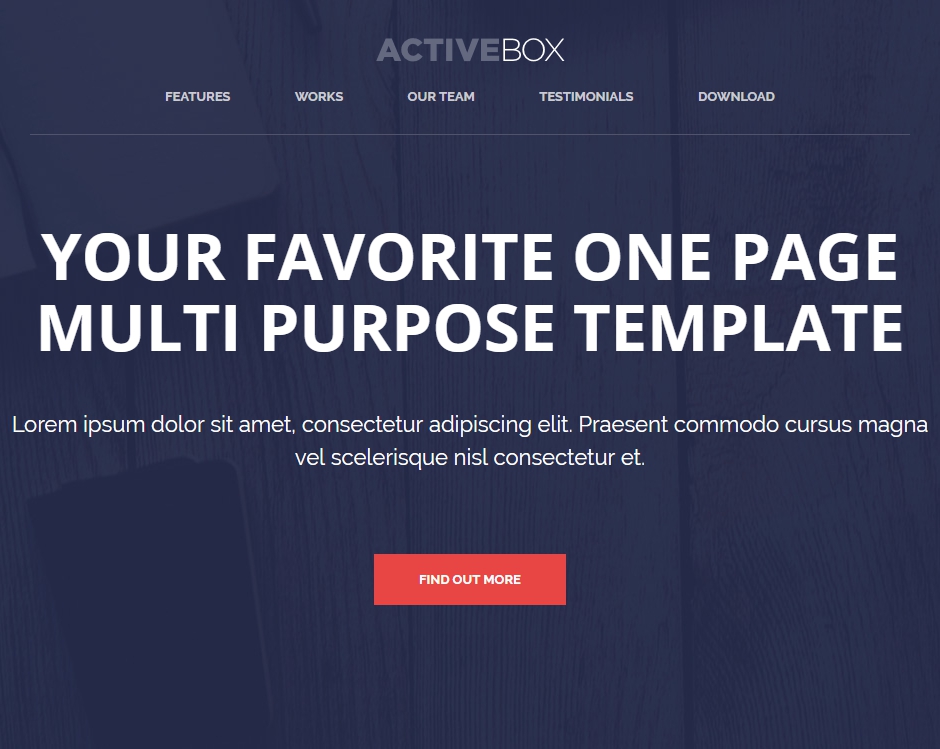 ACTIVEBOX
FEATURES WORKS OUR TEAM TESTIMONIALS DOWNLOAD
YOUR FAVORITE ONE PAGE
MULTI PURPOSE TEMPLATE
Lorem ipsum dolor sit amet, consectetur adipiscing elit. Praesent commodo cursus magna
vel scelerisque nisl consectetur et.
FIND OUT MORE